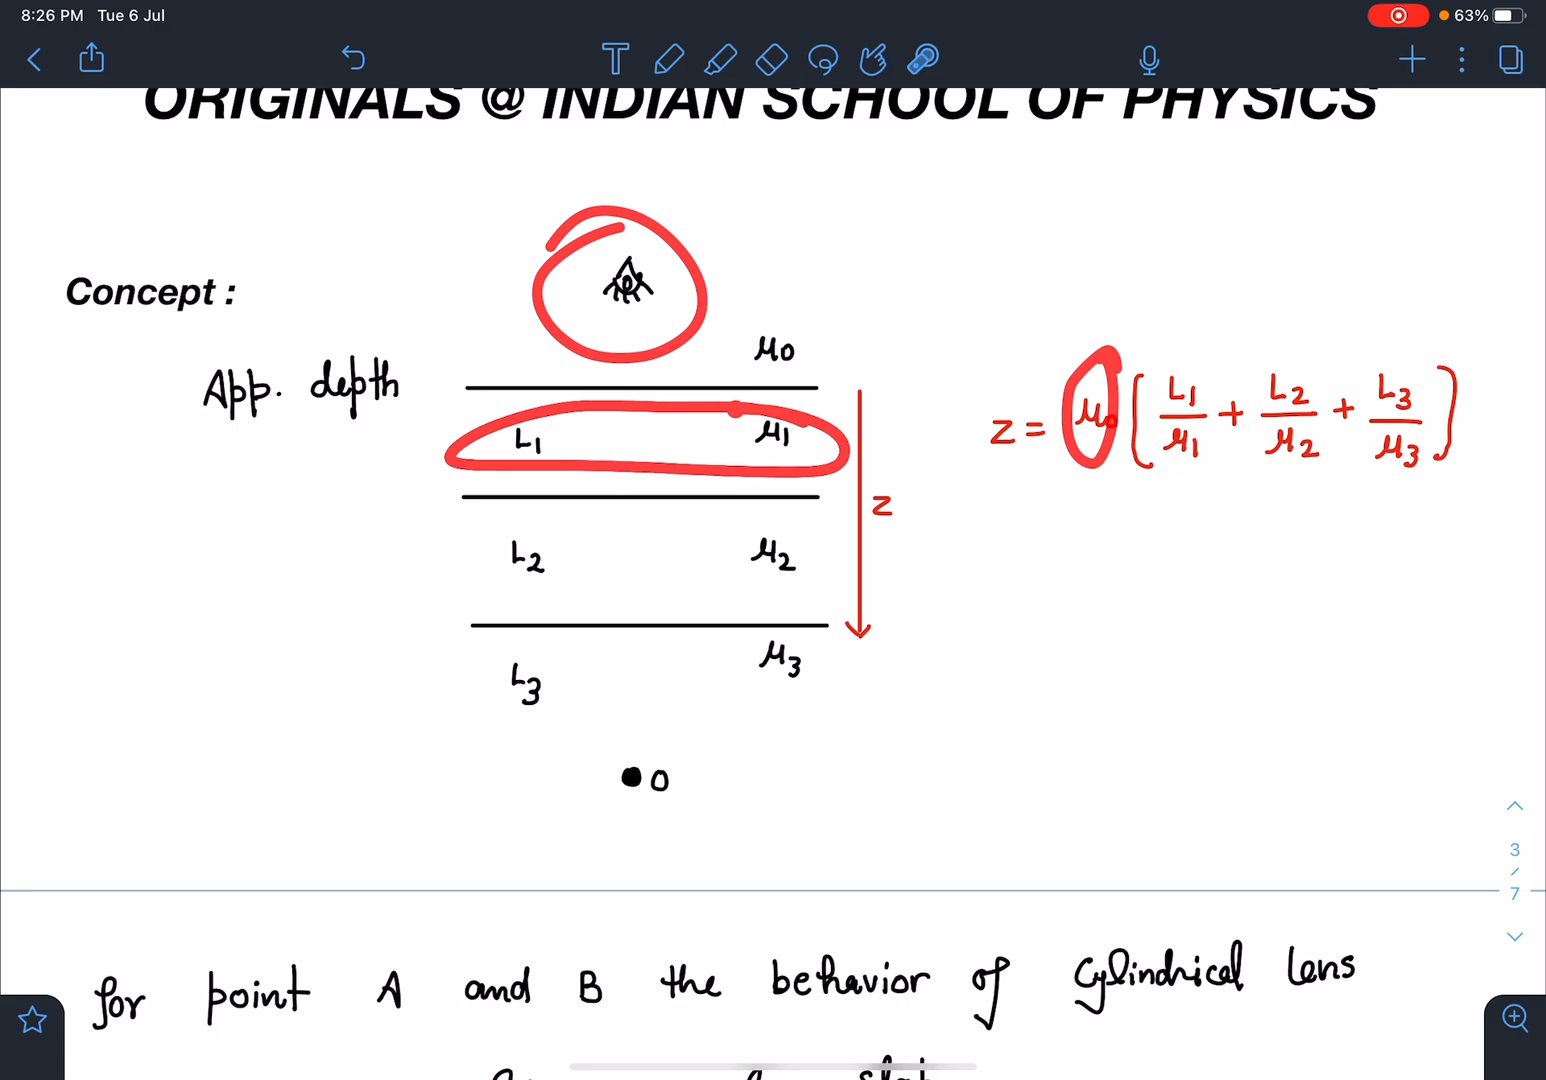 8:26 PM Tue 6 Jul 63%
ORIGINALS @ INDIAN SCHOOL OF PHYSICS
Concept :
μ0
App. depth
L1 μ1
z = μ0 [ L1/μ1 + L2/μ2 + L3/μ3 ]
z
L2 μ2
L3 μ3
O
3
/
7
for point A and B the behavior of cylindrical lens
slab